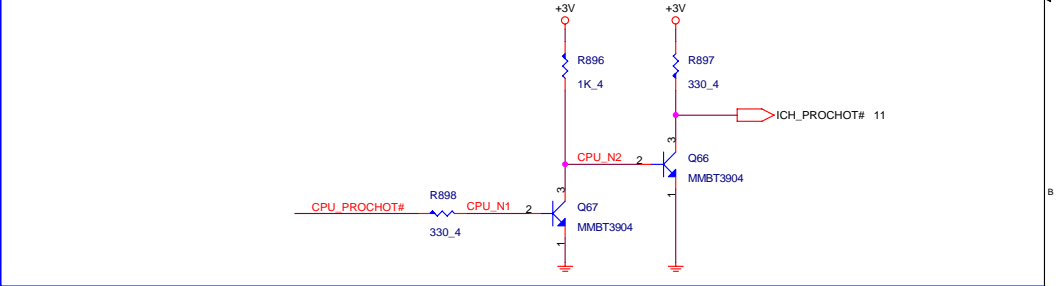 +3V
+3V
R896
1K_4
R897
330_4
ICH_PROCHOT# 11
3
CPU_N2
2
Q66
MMBT3904
1
B
R898
330_4
CPU_PROCHOT#
CPU_N1
2
3
Q67
MMBT3904
1